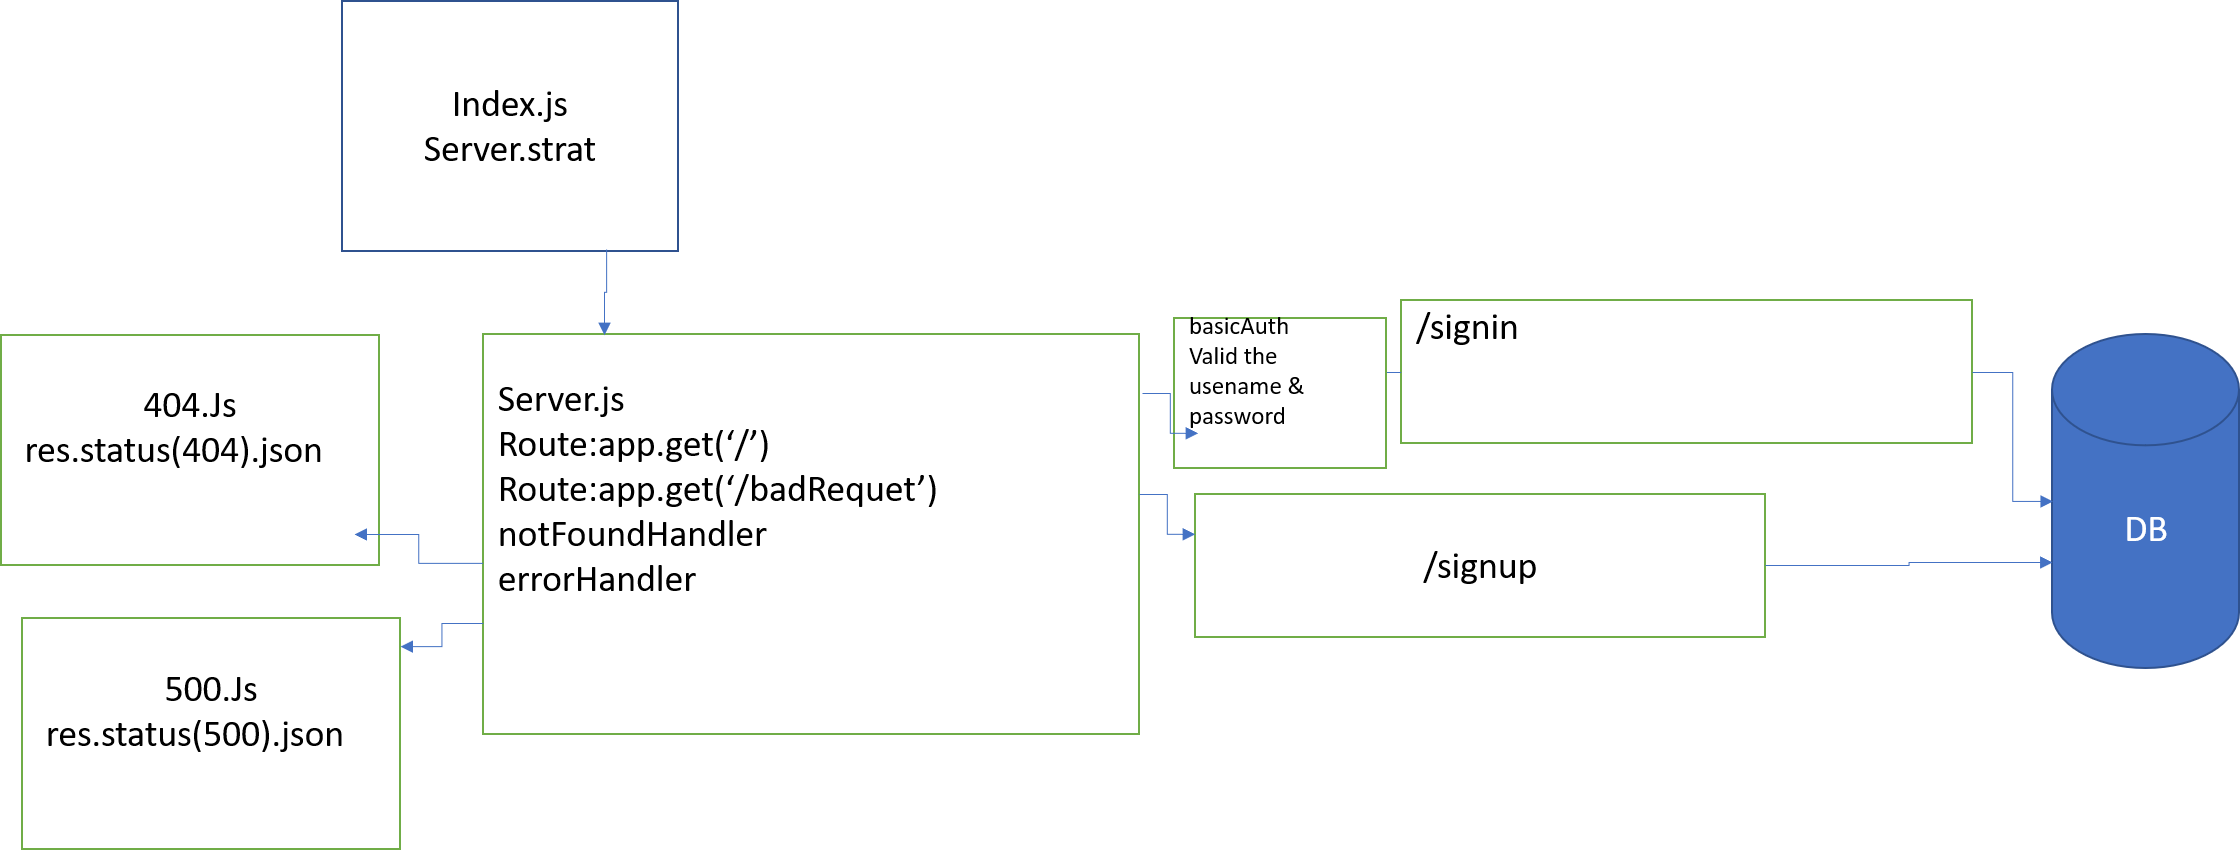 Index.js
Server.strat
404.Js
res.status(404).json
500.Js
res.status(500).json
Server.js
Route:app.get(‘/’)
Route:app.get(‘/badRequet’)
notFoundHandler
errorHandler
basicAuth
Valid the
usename &
password
/signin
/signup
DB